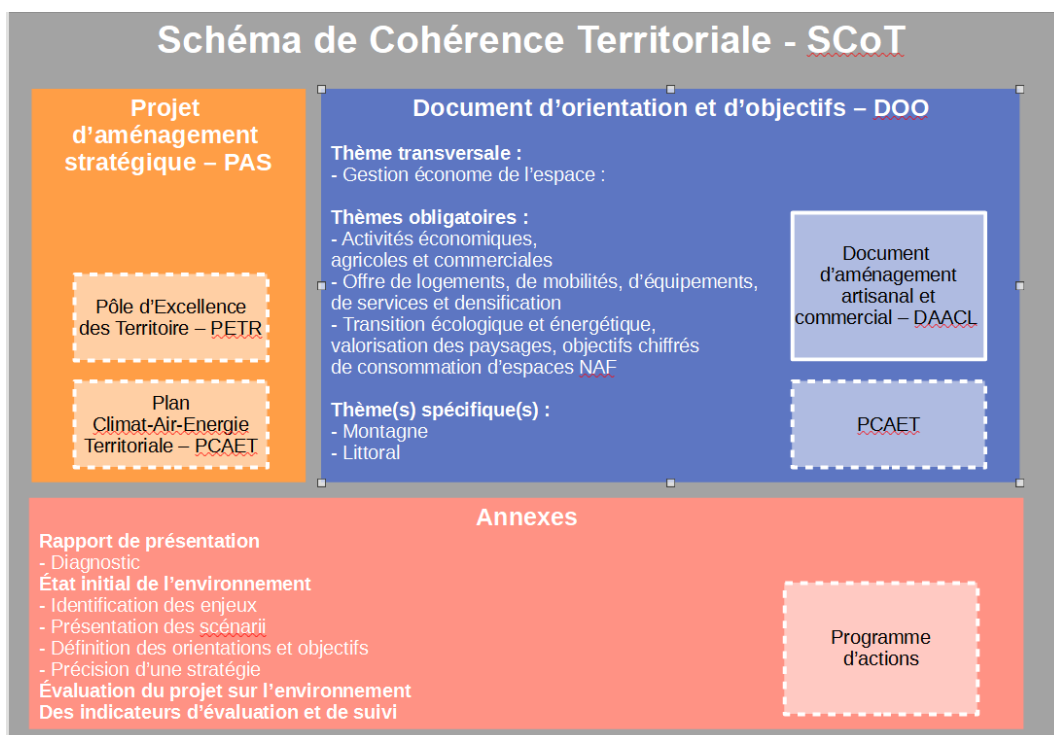 Schéma de Cohérence Territoriale - SCoT
Projet
d’aménagement
stratégique – PAS
Pôle d’Excellence
des Territoire – PETR
Plan
Climat-Air-Energie
Territoriale – PCAET
Document d’orientation et d’objectifs – DOO
Thème transversale :
- Gestion économe de l’espace :
Thèmes obligatoires :
- Activités économiques,
agricoles et commerciales
- Offre de logements, de mobilités, d’équipements,
de services et densification
- Transition écologique et énergétique,
valorisation des paysages, objectifs chiffrés
de consommation d’espaces NAF
Thème(s) spécifique(s) :
- Montagne
- Littoral
Document
d’aménagement
artisanal et
commercial – DAACL
PCAET
Annexes
Rapport de présentation
- Diagnostic
État initial de l’environnement
- Identification des enjeux
- Présentation des scénarii
- Définition des orientations et objectifs
- Précision d’une stratégie
Évaluation du projet sur l’environnement
Des indicateurs d’évaluation et de suivi
Programme
d’actions